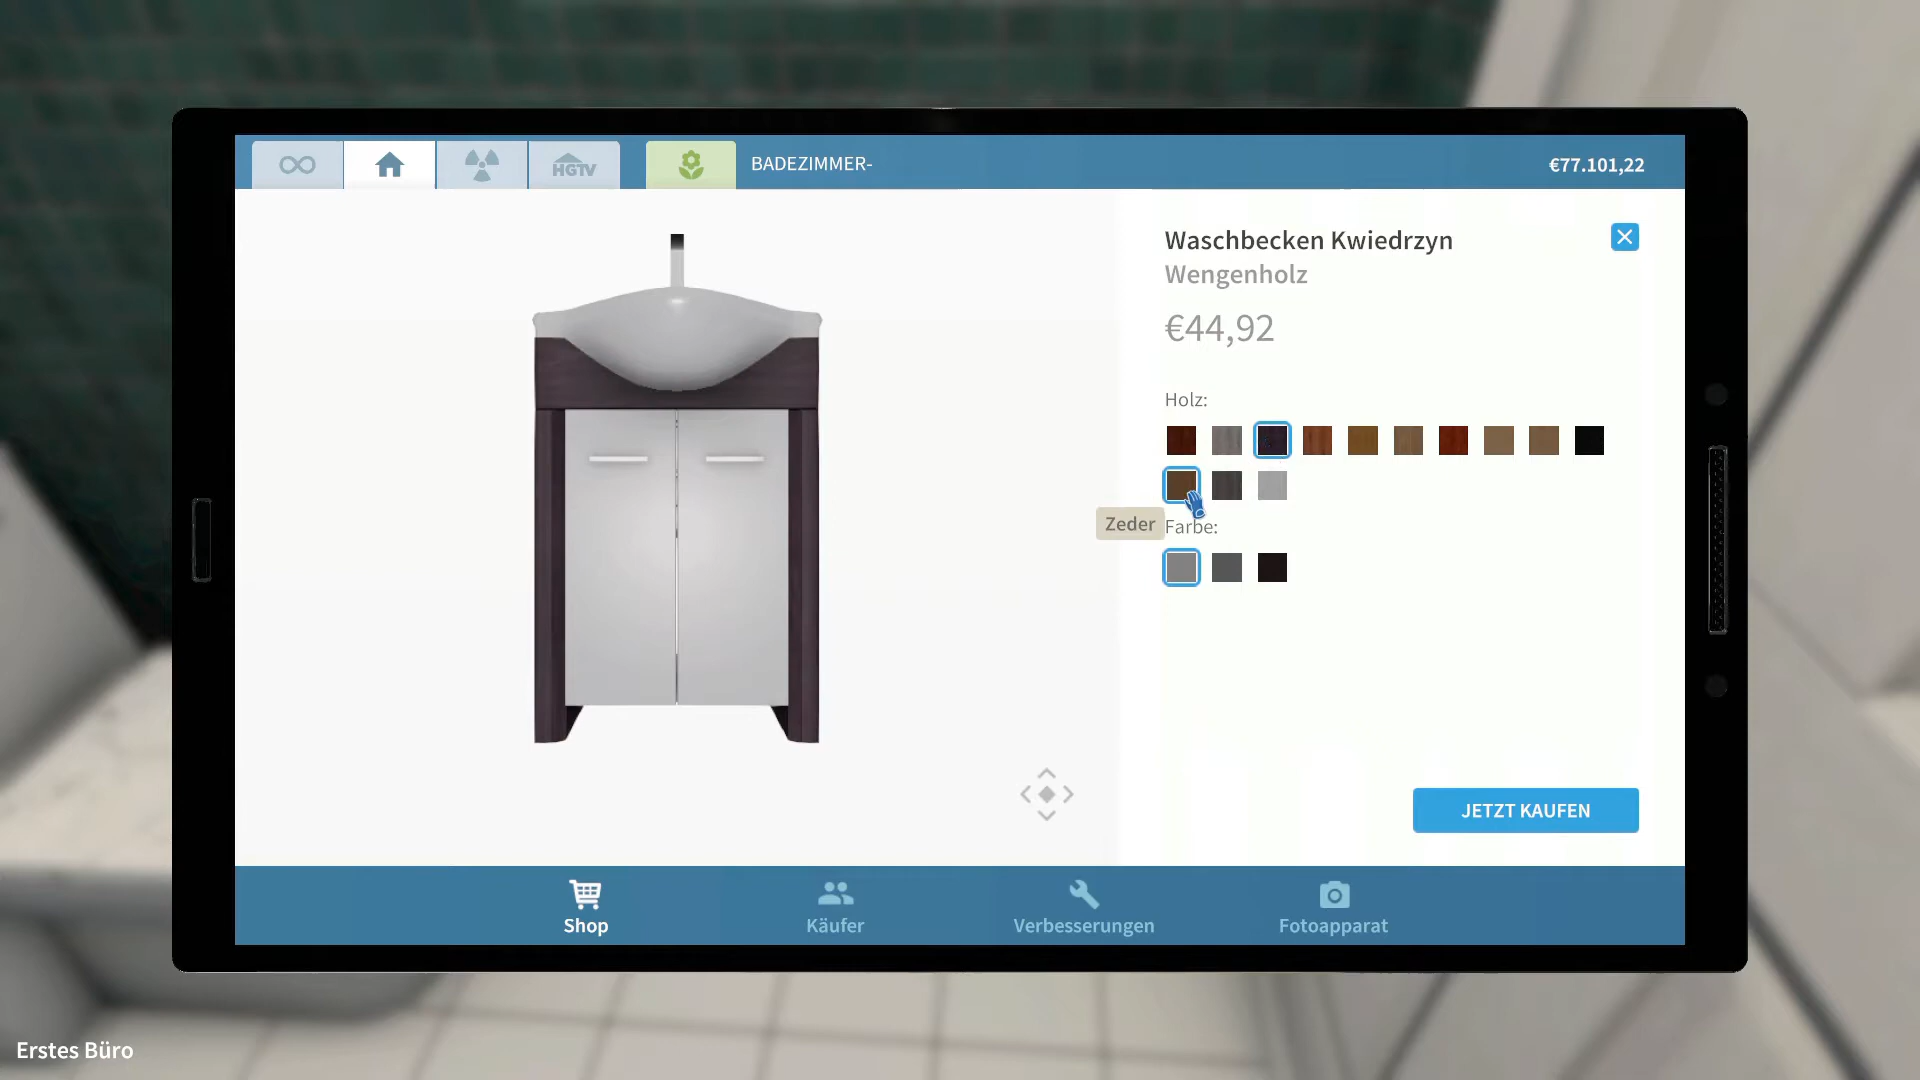 HGTV
BADEZIMMER-
€77.101,22
Waschbecken Kwiedrzyn
Wengenholz
€44,92
Holz:
Zeder
Farbe:
JETZT KAUFEN
Shop
Käufer
Verbesserungen
Fotoapparat
Erstes Büro